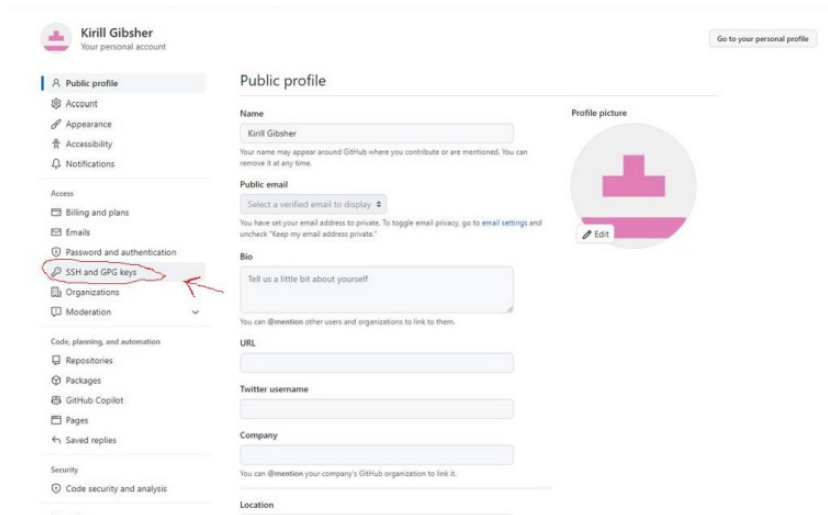 Kirill Gibsher
Your personal account
Go to your personal profile
Public profile
Account
Appearance
Accessibility
Notifications
Access
Billing and plans
Emails
Password and authentication
SSH and GPG keys
Organizations
Moderation
Code, planning, and automation
Repositories
Packages
GitHub Copilot
Pages
Saved replies
Security
Code security and analysis
Public profile
Name
Kirill Gibsher
Your name may appear around GitHub where you contribute or are mentioned. You can
remove it at any time.
Public email
Select a verified email to display
You have set your email address to private. To toggle email privacy, go to email settings and
uncheck "Keep my email address private."
Bio
Tell us a little bit about yourself
You can @mention other users and organizations to link to them.
URL
Twitter username
Company
You can @mention your company's GitHub organization to link it.
Location
Profile picture
Edit